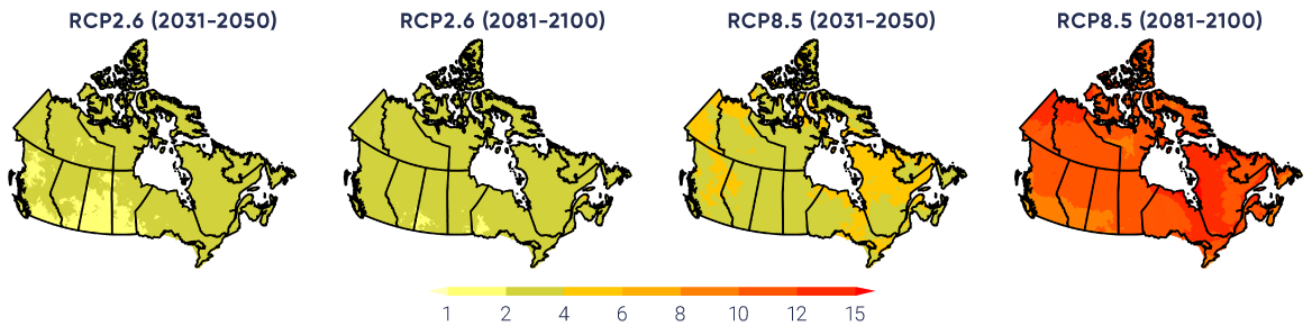 RCP2.6 (2031-2050)
RCP2.6 (2081-2100)
RCP8.5 (2031-2050)
RCP8.5 (2081-2100)
1 2 4 6 8 10 12 15